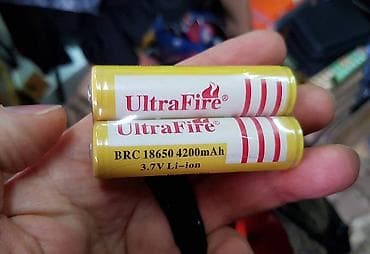 UltraFire®
UltraFire®
BRC 18650 4200mAh
3.7V Li-ion